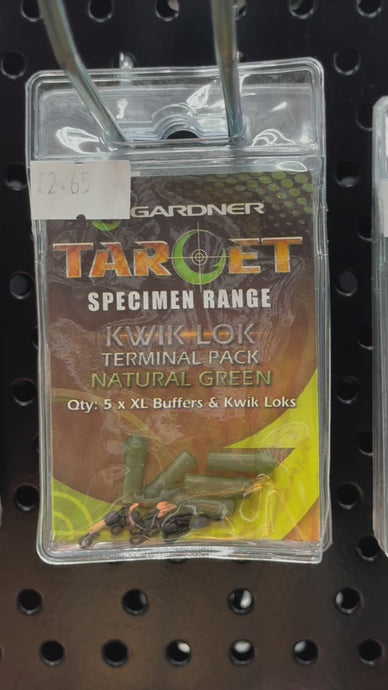 £2.65
GARDNER
TARGET
SPECIMEN RANGE
KWIK LOK
TERMINAL PACK
NATURAL GREEN
Qty: 5 x XL Buffers & Kwik Loks